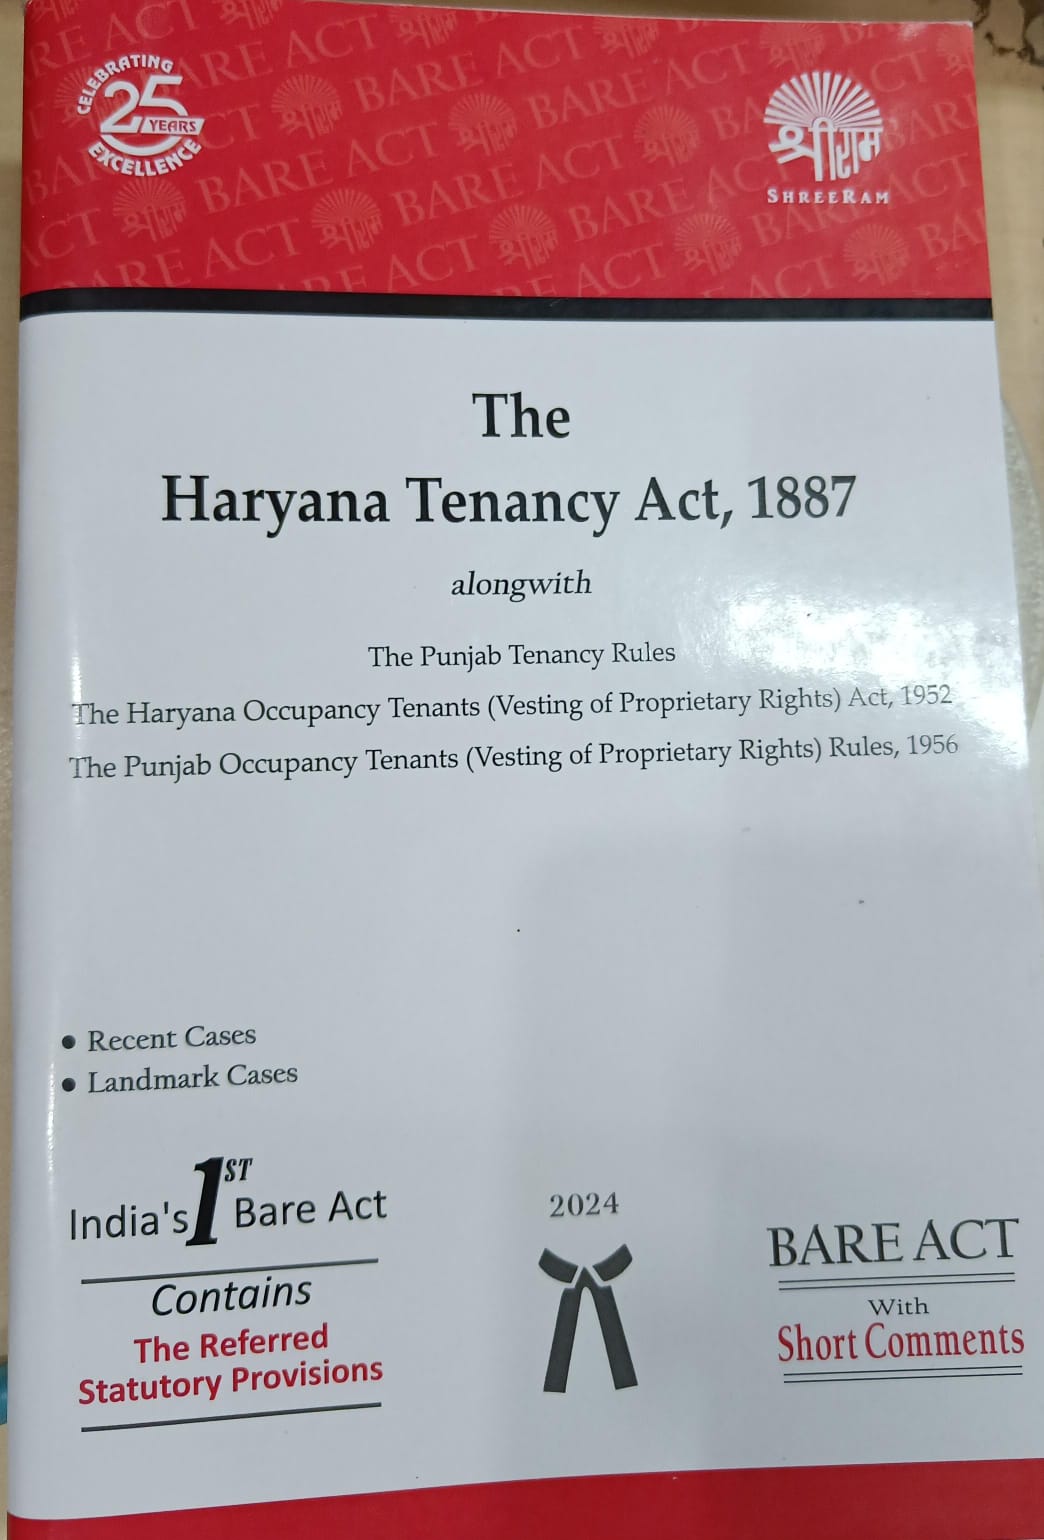 CELEBRATING
25
YEARS
EXCELLENCE
श्रीराम
SHREERAM
BARE ACT
The
Haryana Tenancy Act, 1887
alongwith
The Punjab Tenancy Rules
The Haryana Occupancy Tenants (Vesting of Proprietary Rights) Act, 1952
The Punjab Occupancy Tenants (Vesting of Proprietary Rights) Rules, 1956
• Recent Cases
• Landmark Cases
India's 1ST Bare Act
Contains
The Referred
Statutory Provisions
2024
BARE ACT
With
Short Comments